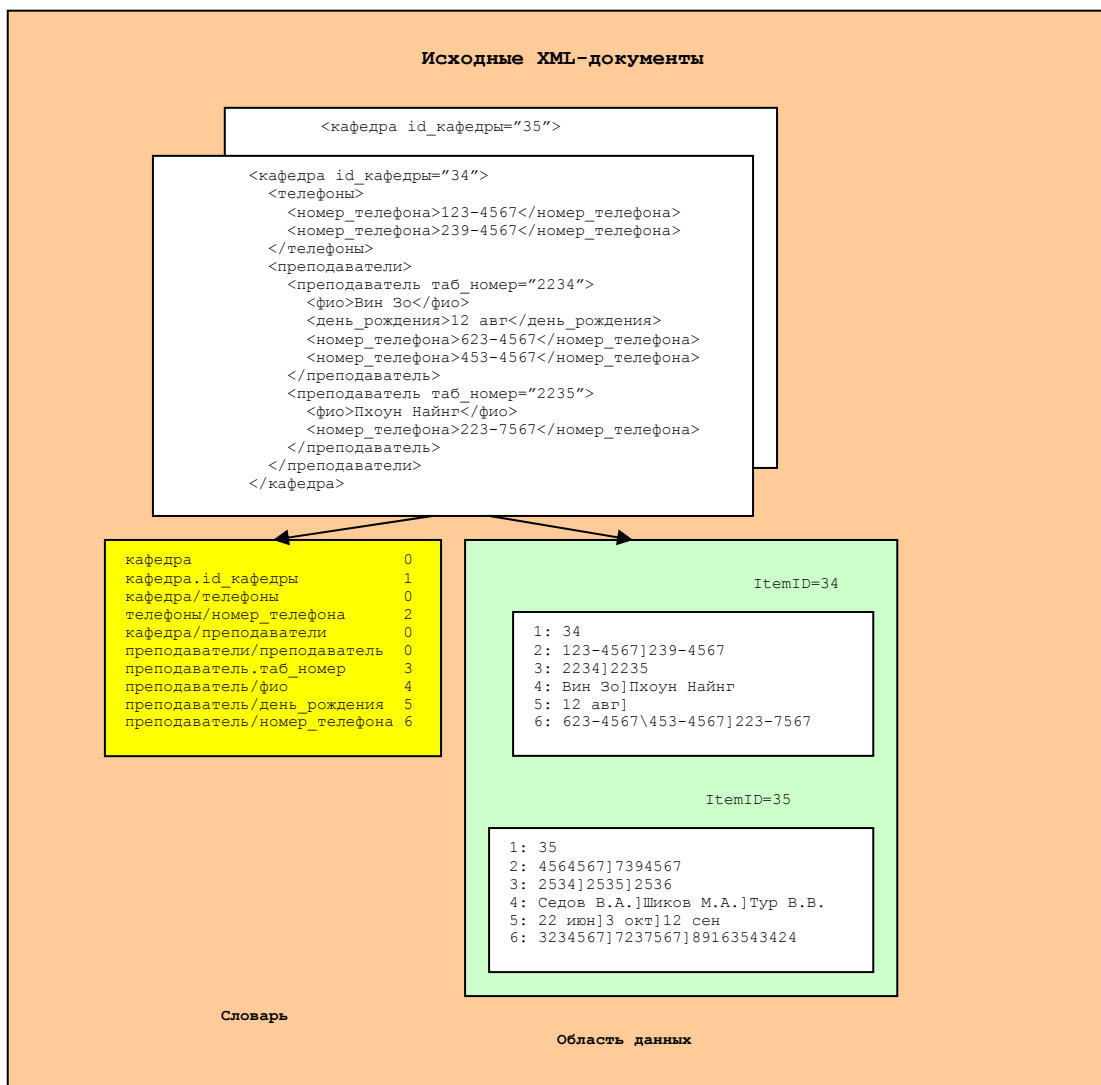 Исходные XML-документы
<кафедра id_кафедры=”35”>
<кафедра id_кафедры=”34”>
<телефоны>
<номер_телефона>123-4567</номер_телефона>
<номер_телефона>239-4567</номер_телефона>
</телефоны>
<преподаватели>
<преподаватель таб_номер=”2234”>
<фио>Вин Зо</фио>
<день_рождения>12 авг</день_рождения>
<номер_телефона>623-4567</номер_телефона>
<номер_телефона>453-4567</номер_телефона>
</преподаватель>
<преподаватель таб_номер=”2235”>
<фио>Пхоун Найнг</фио>
<номер_телефона>223-7567</номер_телефона>
</преподаватель>
</преподаватели>
</кафедра>
кафедра 0
кафедра.id_кафедры 1
кафедра/телефоны 0
телефоны/номер_телефона 2
кафедра/преподаватели 0
преподаватели/преподаватель 0
преподаватель.таб_номер 3
преподаватель/фио 4
преподаватель/день_рождения 5
преподаватель/номер_телефона 6
ItemID=34
1: 34
2: 123-4567]239-4567
3: 2234]2235
4: Вин Зо]Пхоун Найнг
5: 12 авг]
6: 623-4567\453-4567]223-7567
ItemID=35
1: 35
2: 4564567]7394567
3: 2534]2535]2536
4: Седов В.А.]Шиков М.А.]Тур В.В.
5: 22 июн]3 окт]12 сен
6: 3234567]7237567]89163543424
Словарь
Область данных